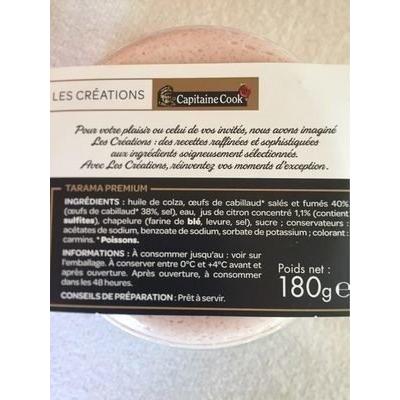 LES CRÉATIONS Capitaine Cook
Pour votre plaisir ou celui de vos invités, nous avons imaginé
Les Créations : des recettes raffinées et sophistiquées
aux ingrédients soigneusement sélectionnés.
Avec Les Créations, réinventez vos moments d'exception.
TARAMA PREMIUM
INGRÉDIENTS : huile de colza, œufs de cabillaud* salés et fumés 40%
(œufs de cabillaud* 38%, sel), eau, jus de citron concentré 1,1% (contient
sulfites), chapelure (farine de blé, levure, sel), sucre ; conservateurs :
acétates de sodium, benzoate de sodium, sorbate de potassium ; colorant :
carmins. * Poissons.
INFORMATIONS : À consommer jusqu'au : voir sur
l'emballage. À conserver entre 0°C et +4°C avant et
après ouverture. Après ouverture, à consommer
dans les 48 heures.
CONSEILS DE PRÉPARATION : Prêt à servir.
Poids net :
180g e